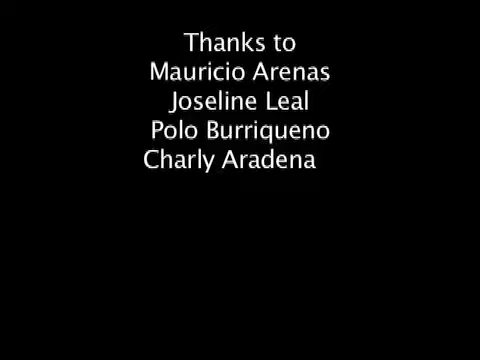 Thanks to
Mauricio Arenas
Joseline Leal
Polo Burriqueno
Charly Aradena